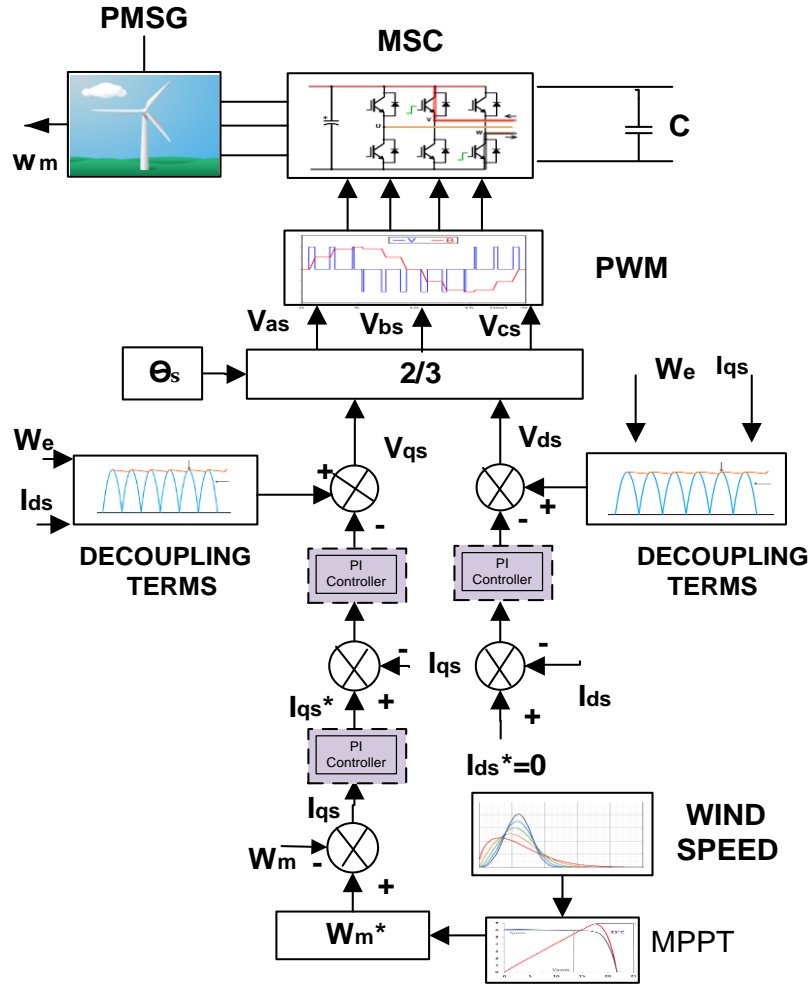 PMSG
MSC
C
wm
u
v
w
V
B
PWM
Vas
Vbs
Vcs
We
Iqs
Θs
2/3
We
Vqs
Vds
+
Ids
-
-
+
DECOUPLING
TERMS
PI
Controller
PI
Controller
DECOUPLING
TERMS
-
Iqs
-
Iqs*
+
+
Ids
PI
Controller
Ids*=0
Iqs
WIND
SPEED
Wm
-
+
Wm*
MPPT